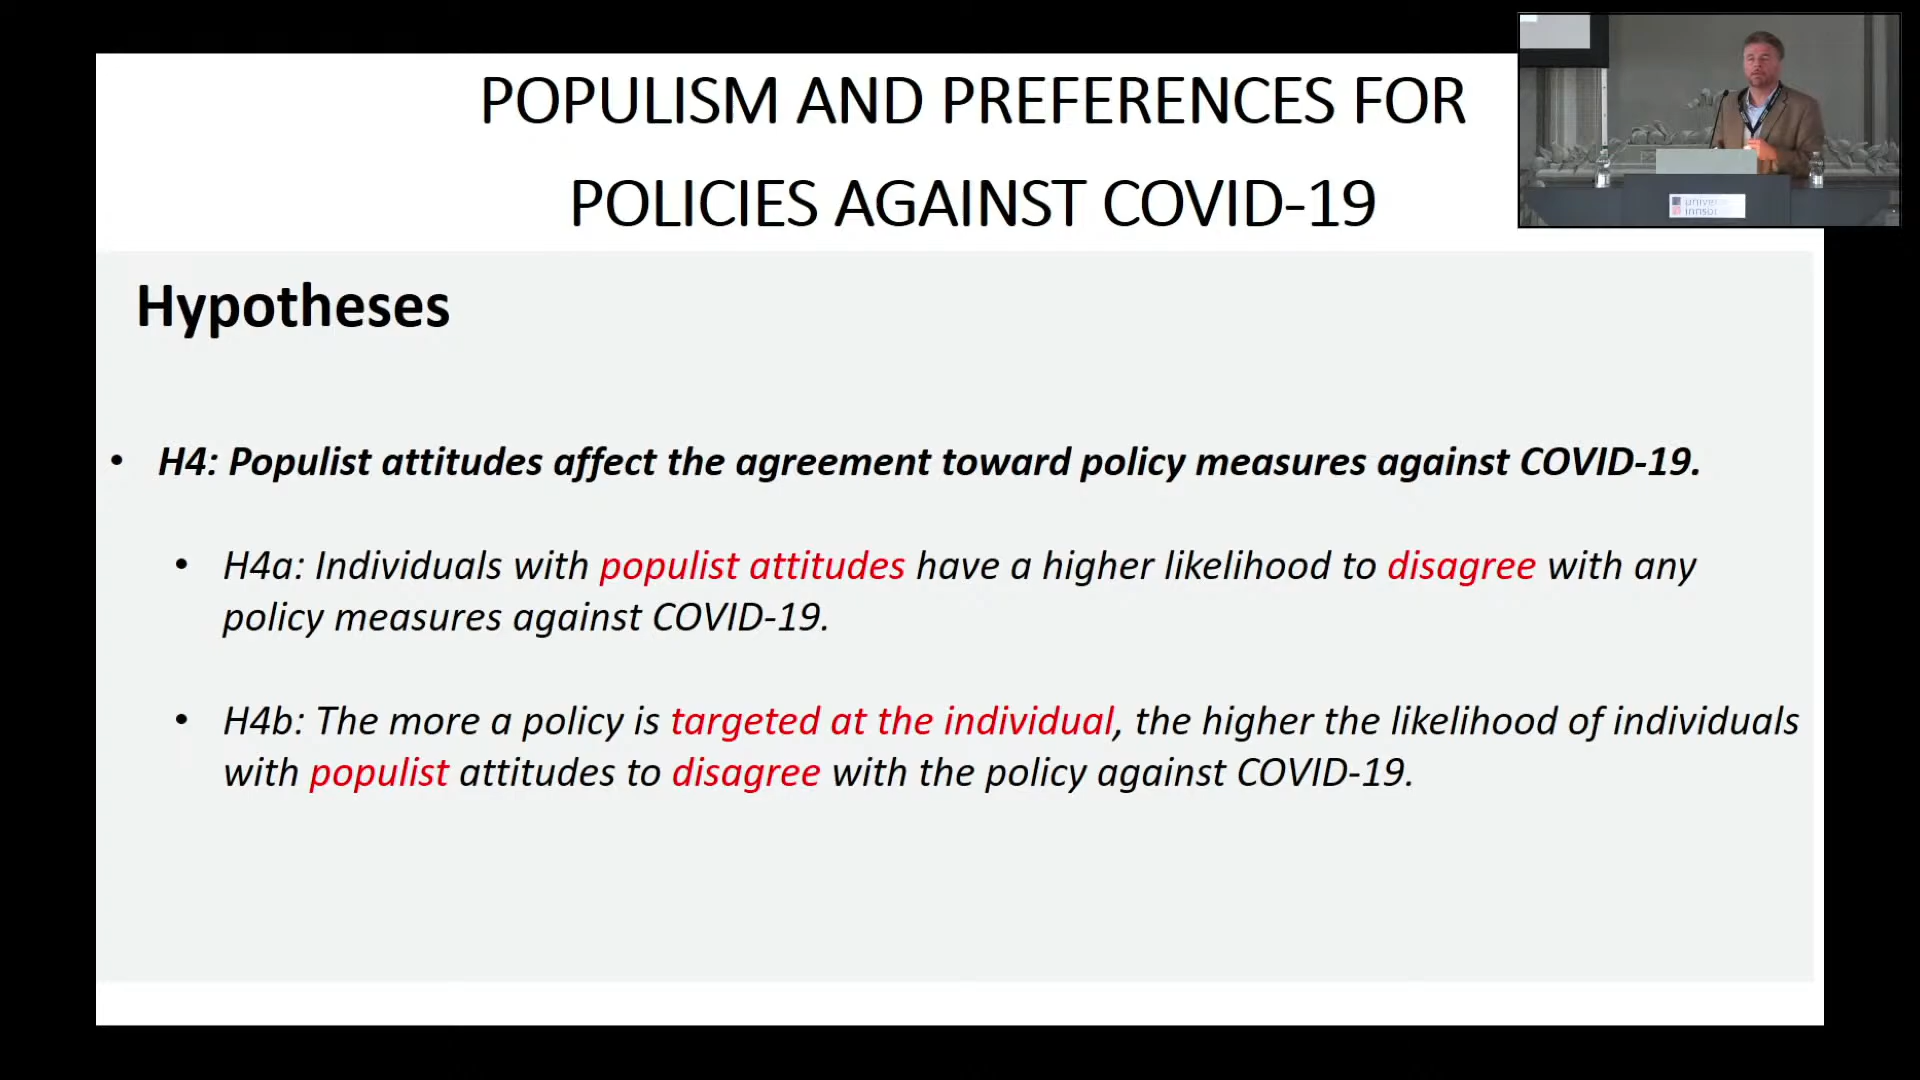 POPULISM AND PREFERENCES FOR
POLICIES AGAINST COVID-19
Hypotheses
• H4: Populist attitudes affect the agreement toward policy measures against COVID-19.
• H4a: Individuals with populist attitudes have a higher likelihood to disagree with any
policy measures against COVID-19.
• H4b: The more a policy is targeted at the individual, the higher the likelihood of individuals
with populist attitudes to disagree with the policy against COVID-19.